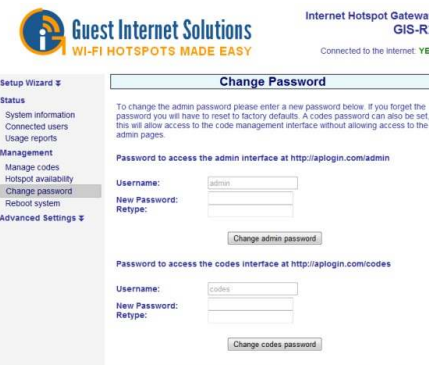 Guest Internet Solutions
WI-FI HOTSPOTS MADE EASY
Internet Hotspot Gatewa
GIS-R
Connected to the Internet: YE
Setup Wizard
Status
System information
Connected users
Usage reports
Management
Manage codes
Hotspot availability
Change password
Reboot system
Advanced Settings
Change Password
To change the admin password please enter a new password below. If you forget the
password you will have to reset to factory defaults. A codes password can also be set,
this will allow access to the code management interface without allowing access to the
admin pages.
Password to access the admin interface at http://aplogin.com/admin
Username: admin
New Password:
Retype:
Change admin password
Password to access the codes interface at http://aplogin.com/codes
Username: codes
New Password:
Retype:
Change codes password